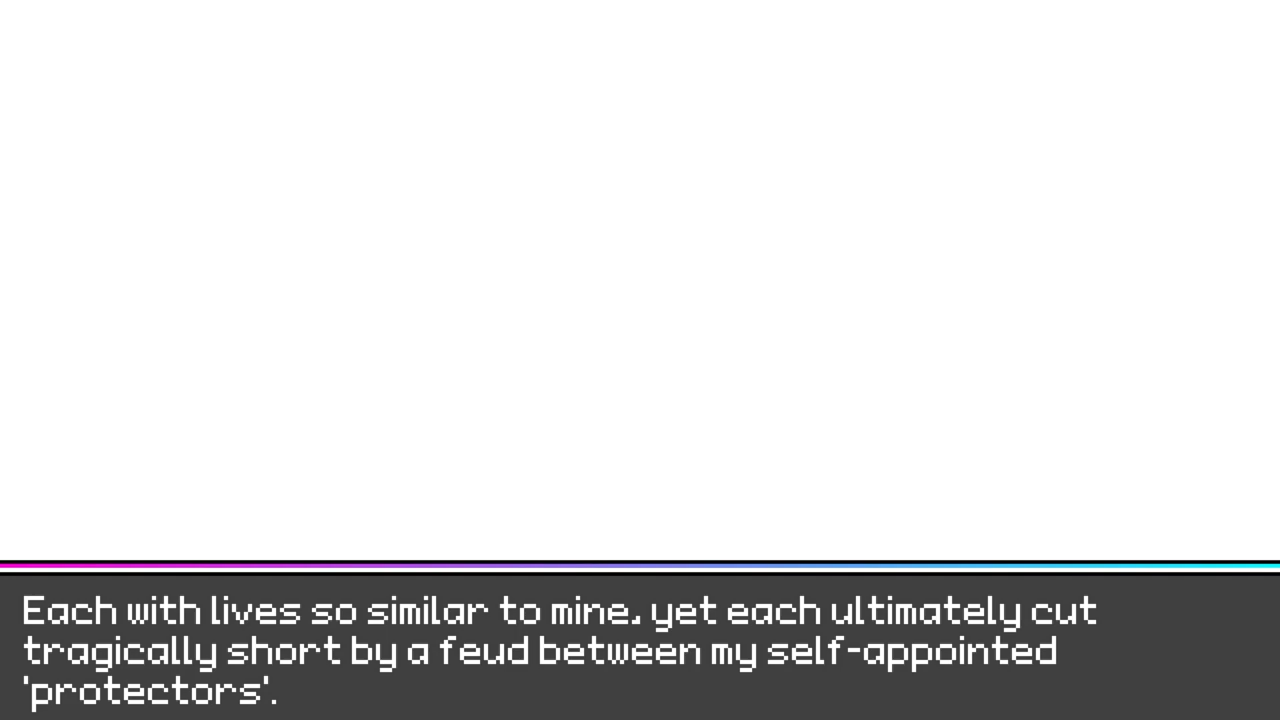 Each with lives so similar to mine, yet each ultimately cut
tragically short by a feud between my self-appointed
'protectors'.